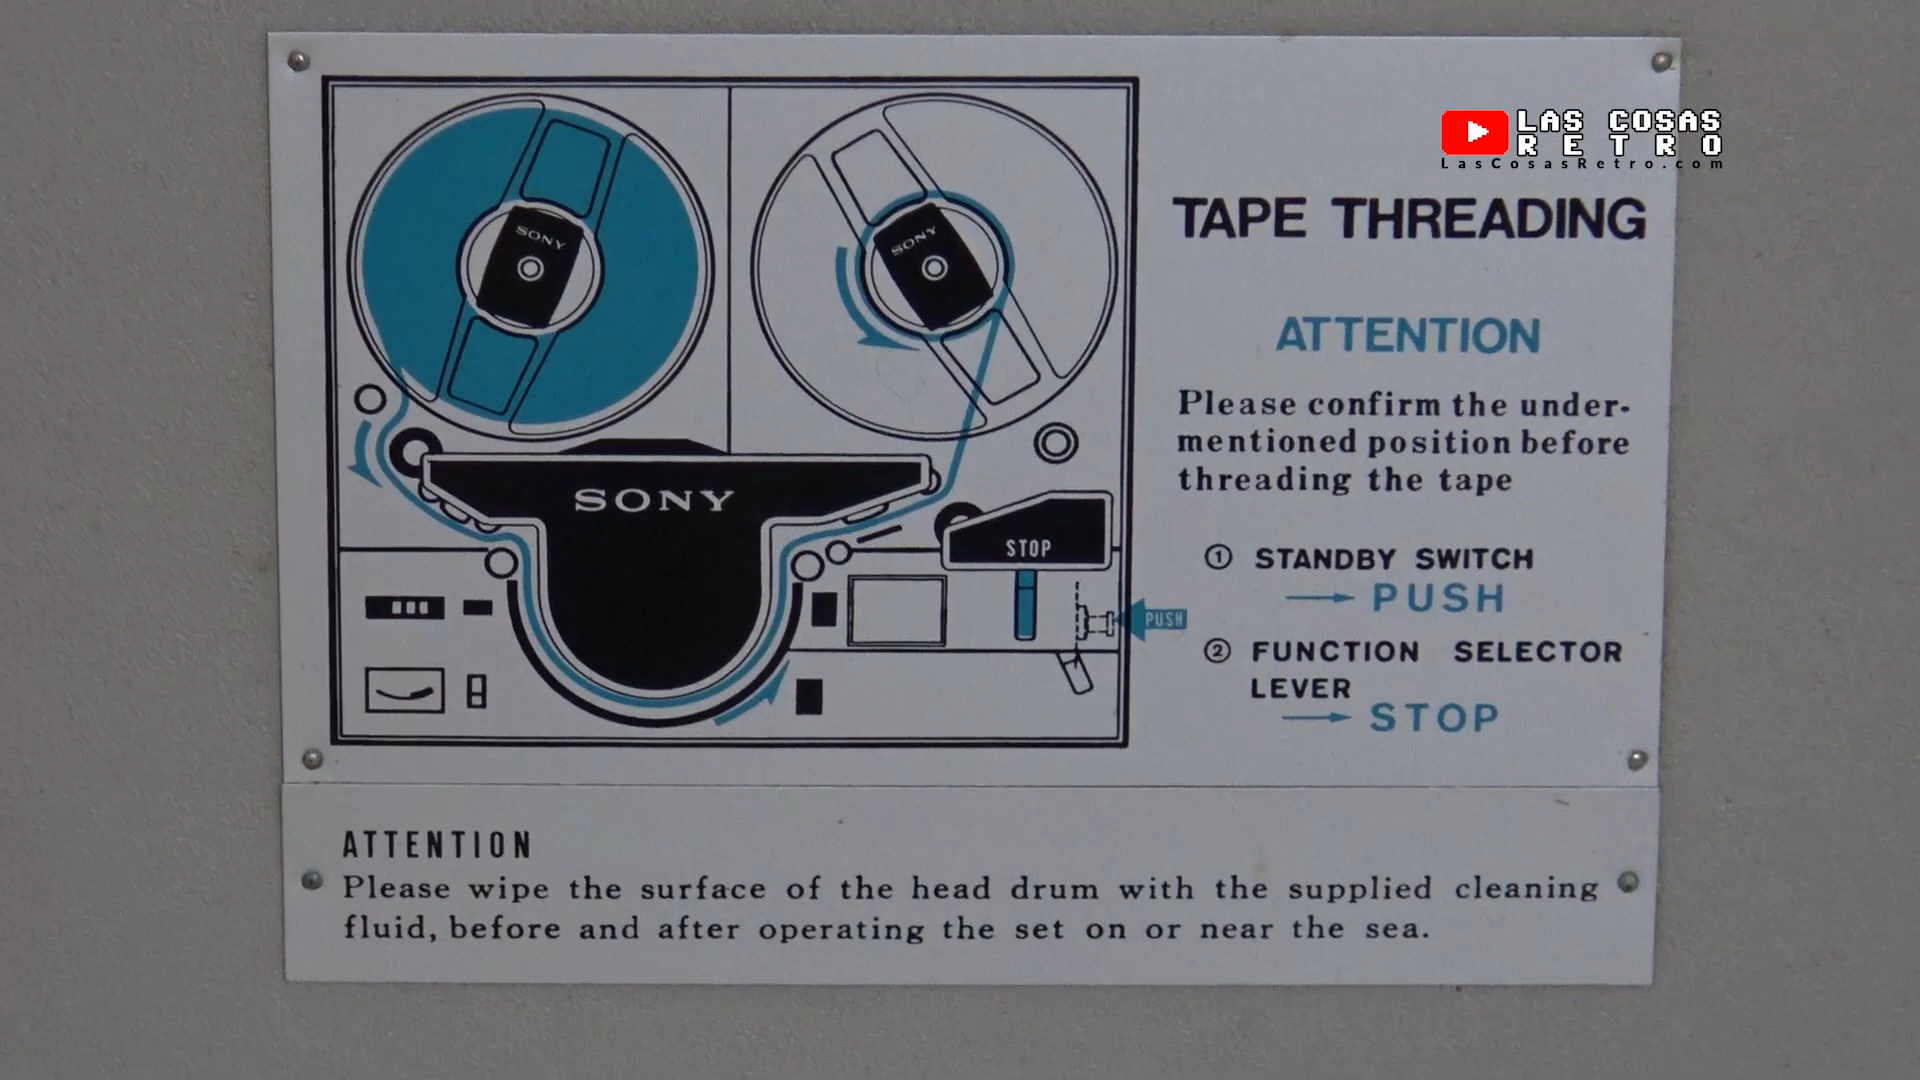 LAS COSAS
RETRO
LasCosasRetro.com
SONY
SONY
SONY
STOP
PUSH
TAPE THREADING
ATTENTION
Please confirm the under-
mentioned position before
threading the tape
① STANDBY SWITCH
→ PUSH
② FUNCTION SELECTOR
LEVER
→ STOP
ATTENTION
Please wipe the surface of the head drum with the supplied cleaning
fluid, before and after operating the set on or near the sea.